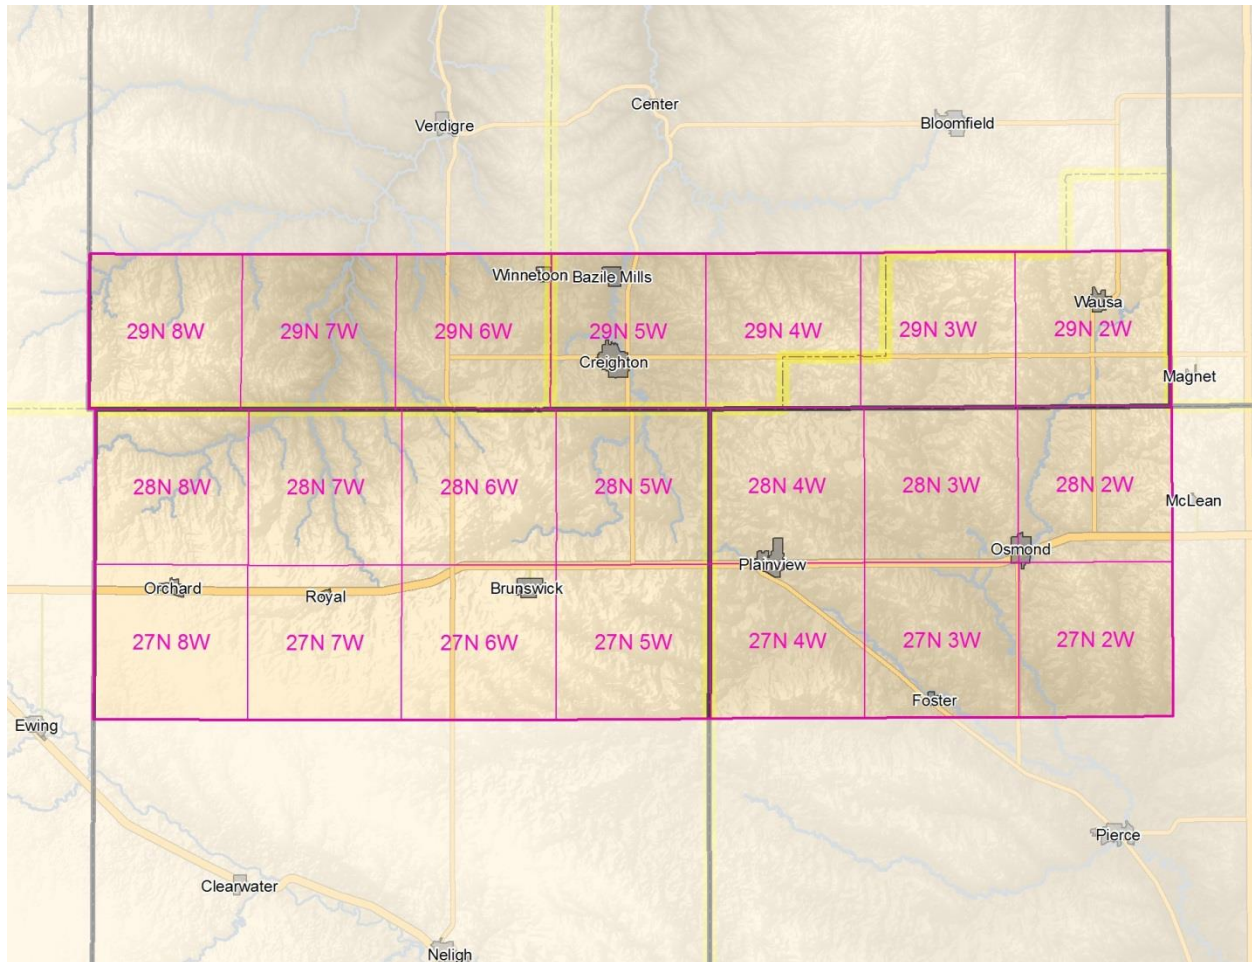 Center
Verdigre
Bloomfield
Winnetoon
Bazile Mills
Wausa
29N 8W
29N 7W
29N 6W
29N 5W
29N 4W
29N 3W
29N 2W
Creighton
Magnet
28N 8W
28N 7W
28N 6W
28N 5W
28N 4W
28N 3W
28N 2W
McLean
Osmond
Plainview
Orchard
Royal
Brunswick
27N 8W
27N 7W
27N 6W
27N 5W
27N 4W
27N 3W
27N 2W
Foster
Ewing
Pierce
Clearwater
Neligh